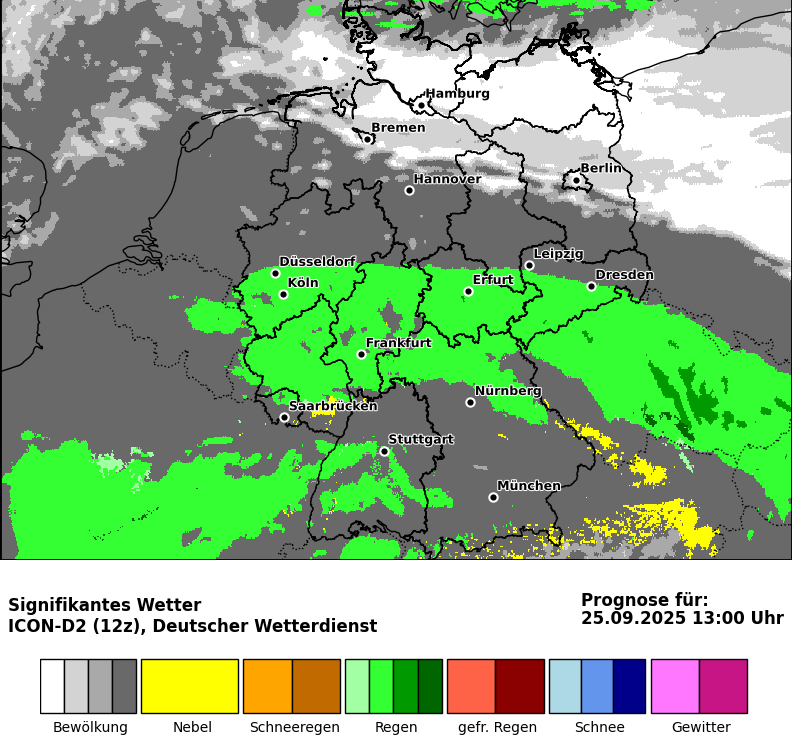 Hamburg
Bremen
Berlin
Hannover
Düsseldorf
Leipzig
Köln
Erfurt
Dresden
Frankfurt
Nürnberg
Saarbrücken
Stuttgart
München
Signifikantes Wetter
ICON-D2 (12z), Deutscher Wetterdienst
Prognose für:
25.09.2025 13:00 Uhr
Bewölkung
Nebel
Schneeregen
Regen
gefr. Regen
Schnee
Gewitter